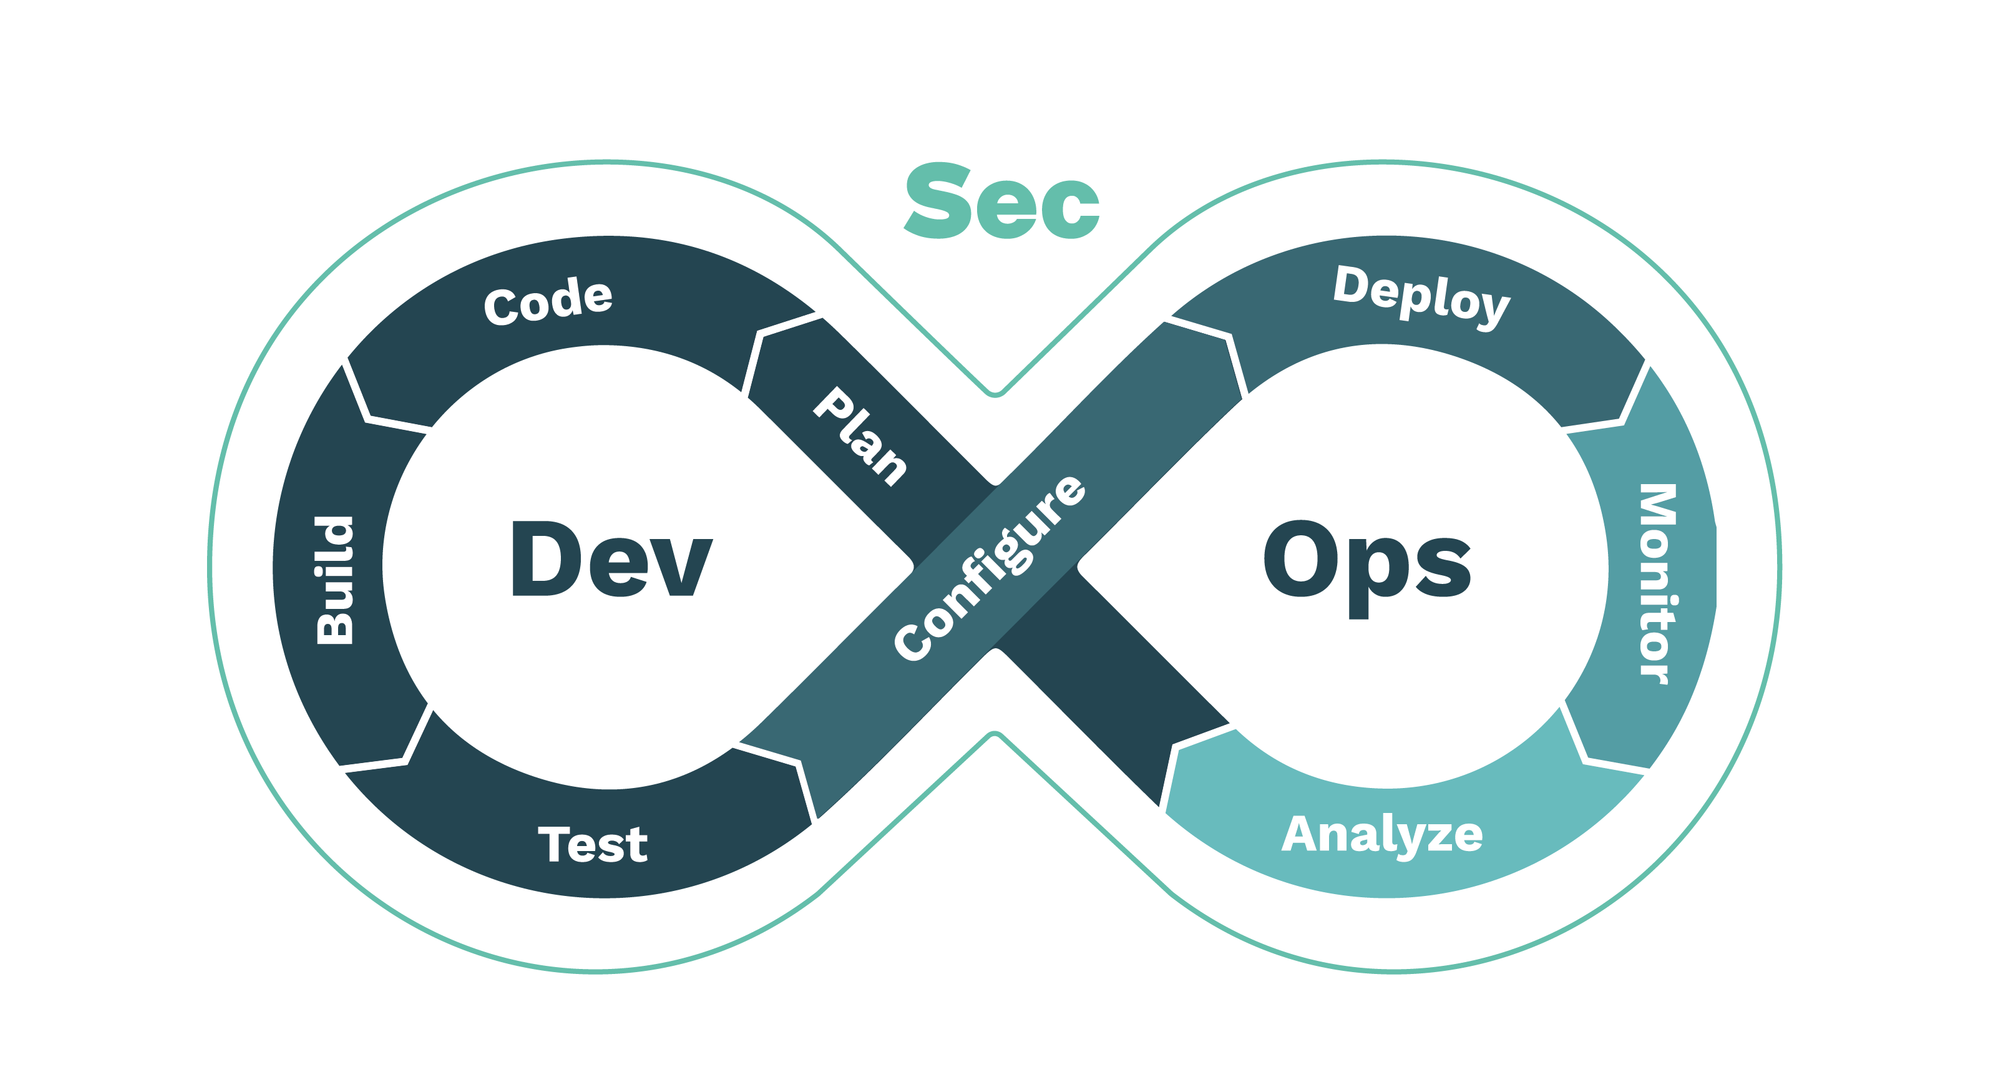 Sec
Code
Deploy
Plan
Build
Dev
Configure
Ops
Monitor
Test
Analyze